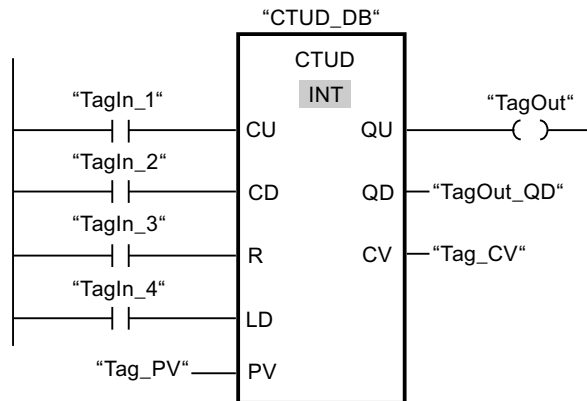 “CTUD_DB“
CTUD
INT
“TagIn_1“
CU
QU
“TagOut“
“TagIn_2“
CD
QD
“TagOut_QD“
“TagIn_3“
R
CV
“Tag_CV“
“TagIn_4“
LD
“Tag_PV“
PV